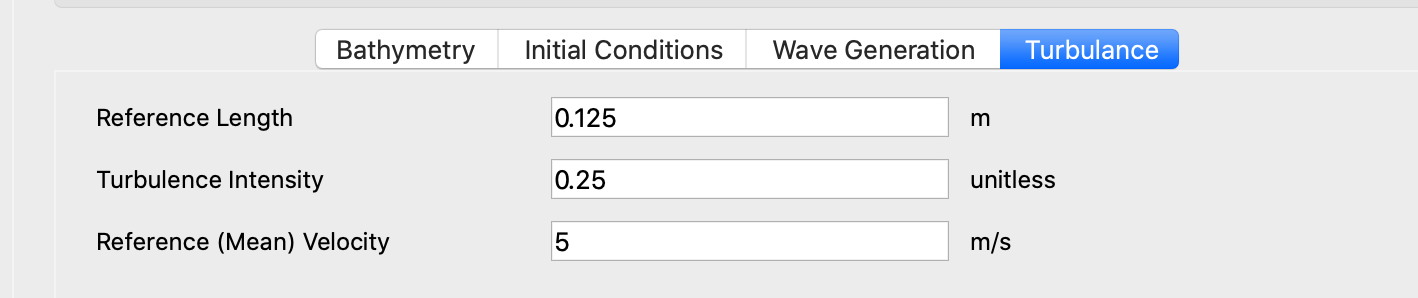 Bathymetry Initial Conditions Wave Generation Turbulance
Reference Length 0.125 m
Turbulence Intensity 0.25 unitless
Reference (Mean) Velocity 5 m/s